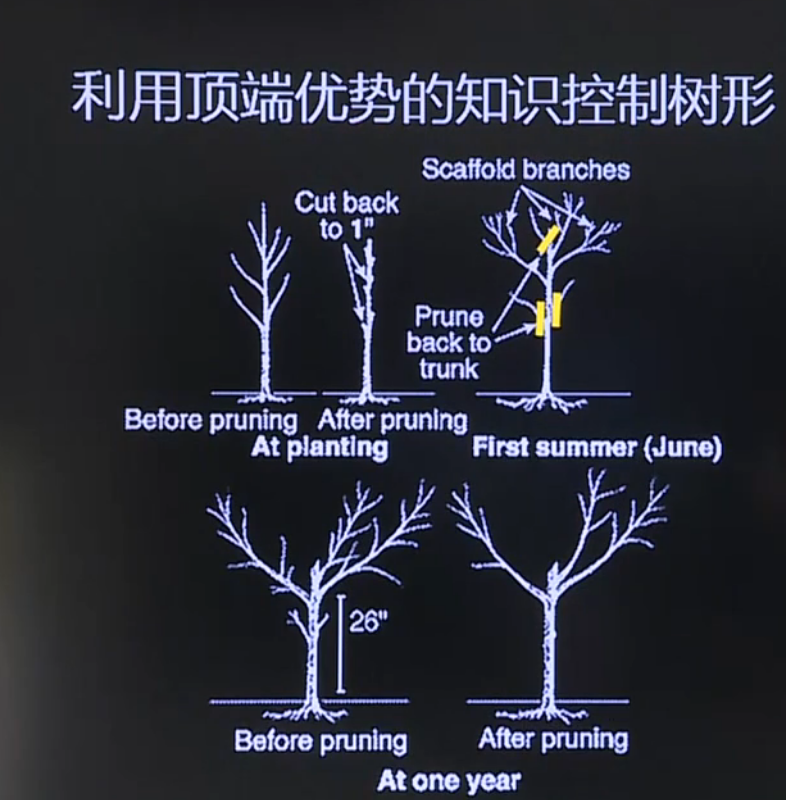 利用顶端优势的知识控制树形
Scaffold branches
Cut back
to 1"
Prune
back to
trunk
Before pruning
After pruning
At planting
First summer (June)
26"
Before pruning
After pruning
At one year